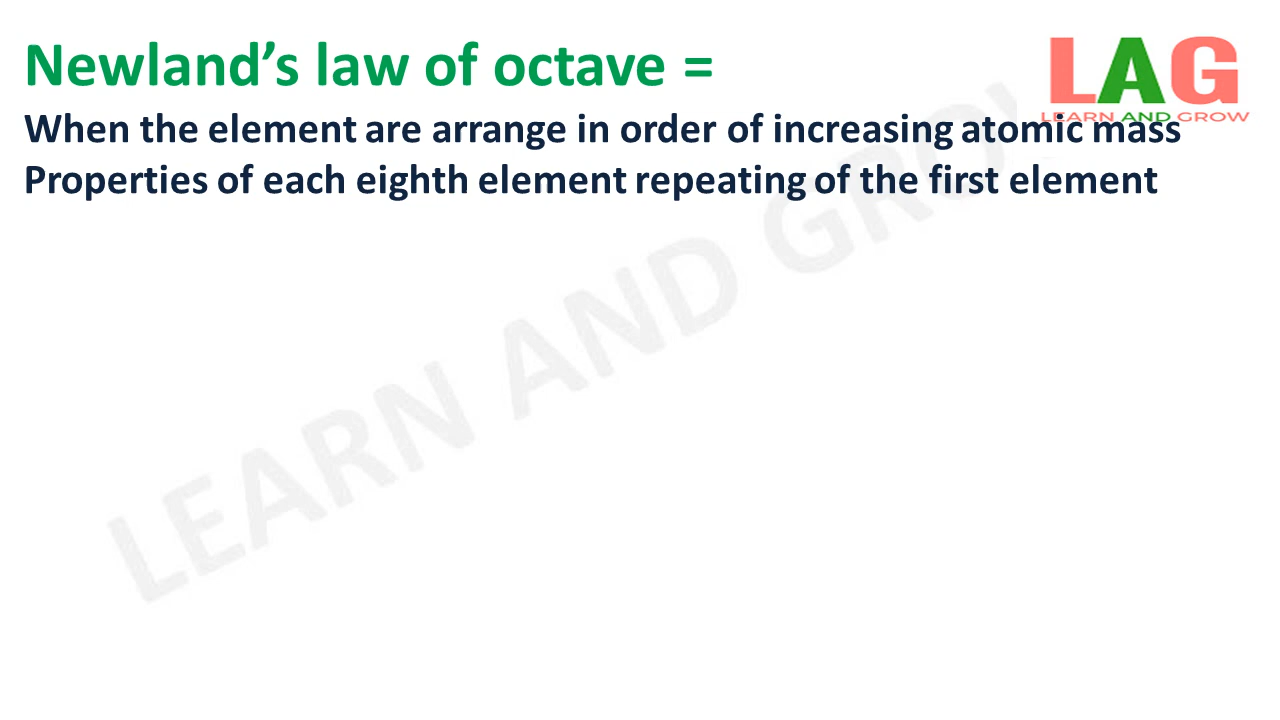 Newland's law of octave =
LAG
LEARN AND GROW
When the element are arrange in order of increasing atomic mass
Properties of each eighth element repeating of the first element
LEARN AND GROW